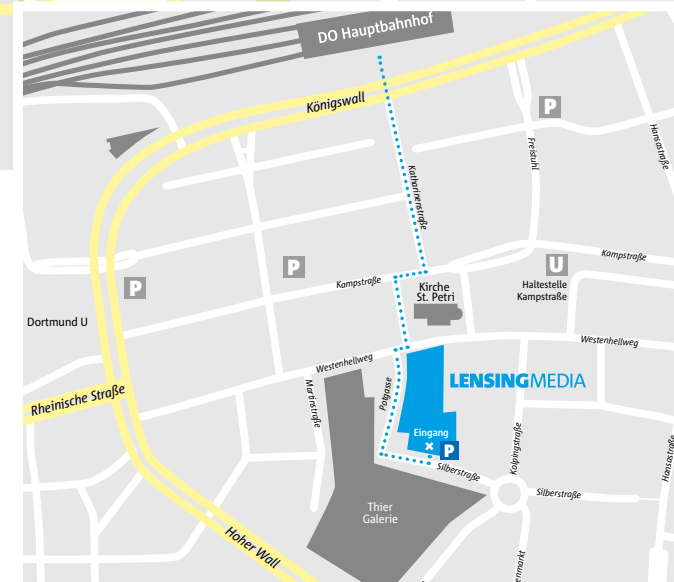 DO Hauptbahnhof
Königswall
P
Freistuhl
Hansastraße
Katharinenstraße
Kampstraße
P
P
U
Haltestelle
Kampstraße
Kampstraße
Kirche
St. Petri
Dortmund U
Westenhellweg
Westenhellweg
LENSINGMEDIA
Rheinische Straße
Martinstraße
Potgasse
Eingang
P
Kolpingstraße
Hansastraße
Silberstraße
Silberstraße
Thier
Galerie
Hoher Wall
enmarkt